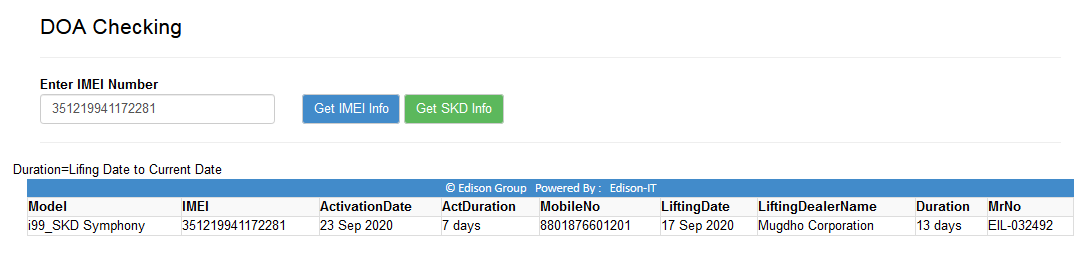 DOA Checking
Enter IMEI Number
351219941172281 Get IMEI Info Get SKD Info
Duration=Lifing Date to Current Date
© Edison Group Powered By : Edison-IT
Model IMEI ActivationDate ActDuration MobileNo LiftingDate LiftingDealerName Duration MrNo
i99_SKD Symphony 351219941172281 23 Sep 2020 7 days 8801876601201 17 Sep 2020 Mugdho Corporation 13 days EIL-032492